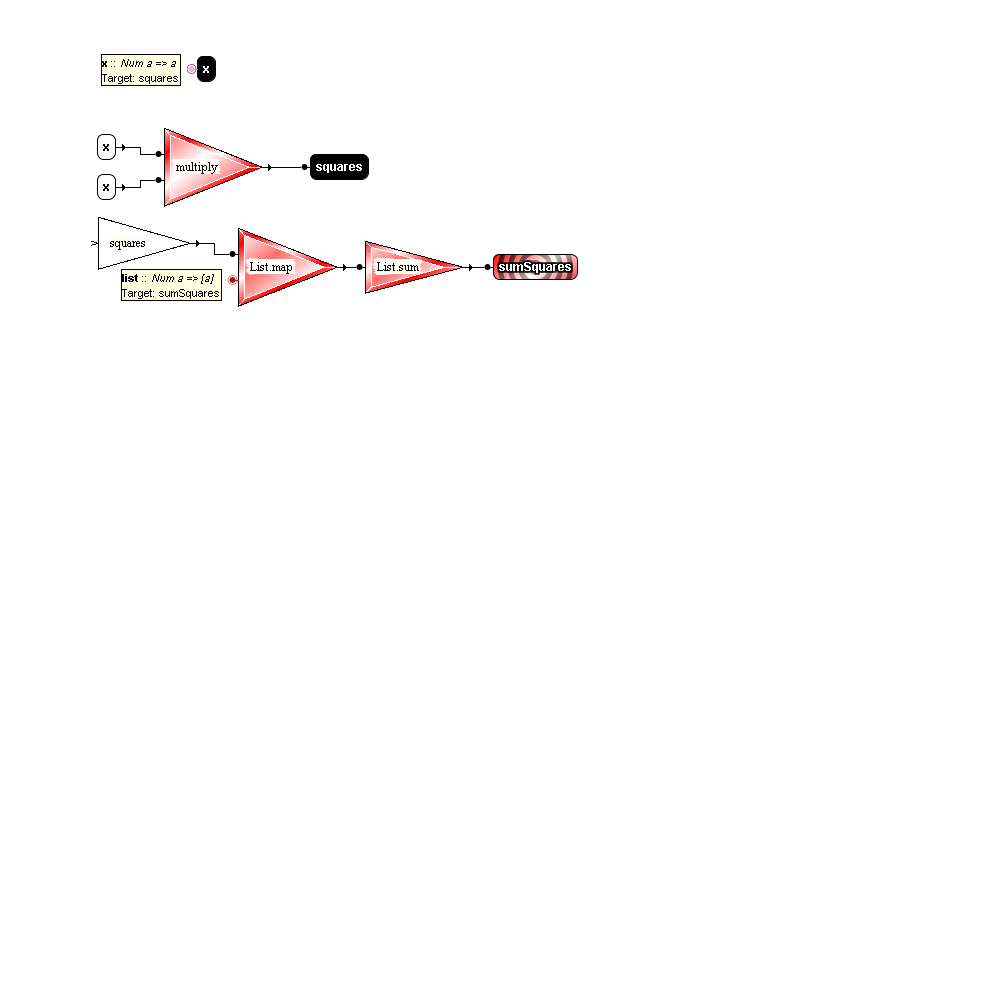 x :: Num a => a
Target: squares
x
x
multiply
squares
x
> squares
List.map
List.sum
sumSquares
list :: Num a => [a]
Target: sumSquares